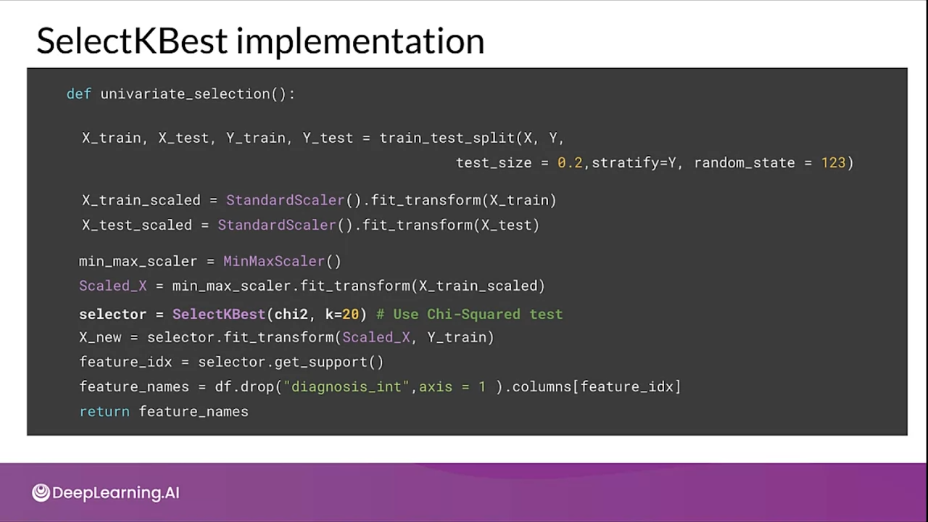 SelectKBest implementation
def univariate_selection():
X_train, X_test, Y_train, Y_test = train_test_split(X, Y,
test_size = 0.2,stratify=Y, random_state = 123)
X_train_scaled = StandardScaler().fit_transform(X_train)
X_test_scaled = StandardScaler().fit_transform(X_test)
min_max_scaler = MinMaxScaler()
Scaled_X = min_max_scaler.fit_transform(X_train_scaled)
selector = SelectKBest(chi2, k=20) # Use Chi-Squared test
X_new = selector.fit_transform(Scaled_X, Y_train)
feature_idx = selector.get_support()
feature_names = df.drop("diagnosis_int",axis = 1 ).columns[feature_idx]
return feature_names
DeepLearning.AI